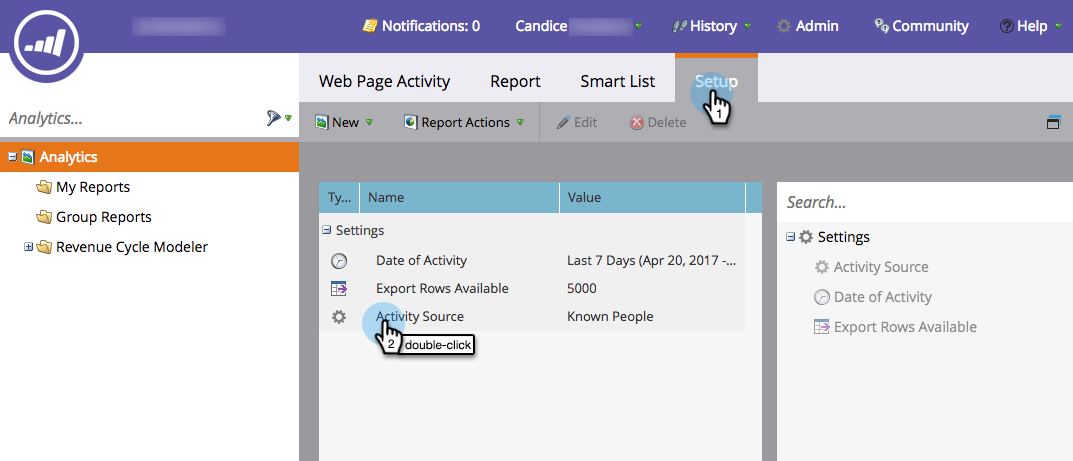 Notifications: 0 Candice History Admin Community Help
Web Page Activity Report Smart List Setup
Analytics...
New Report Actions Edit Delete
1
Analytics
My Reports
Group Reports
Revenue Cycle Modeler
Ty... Name Value
Settings
Date of Activity Last 7 Days (Apr 20, 2017 -...
Export Rows Available 5000
Activity Source Known People
2 double-click
Search...
Settings
Activity Source
Date of Activity
Export Rows Available